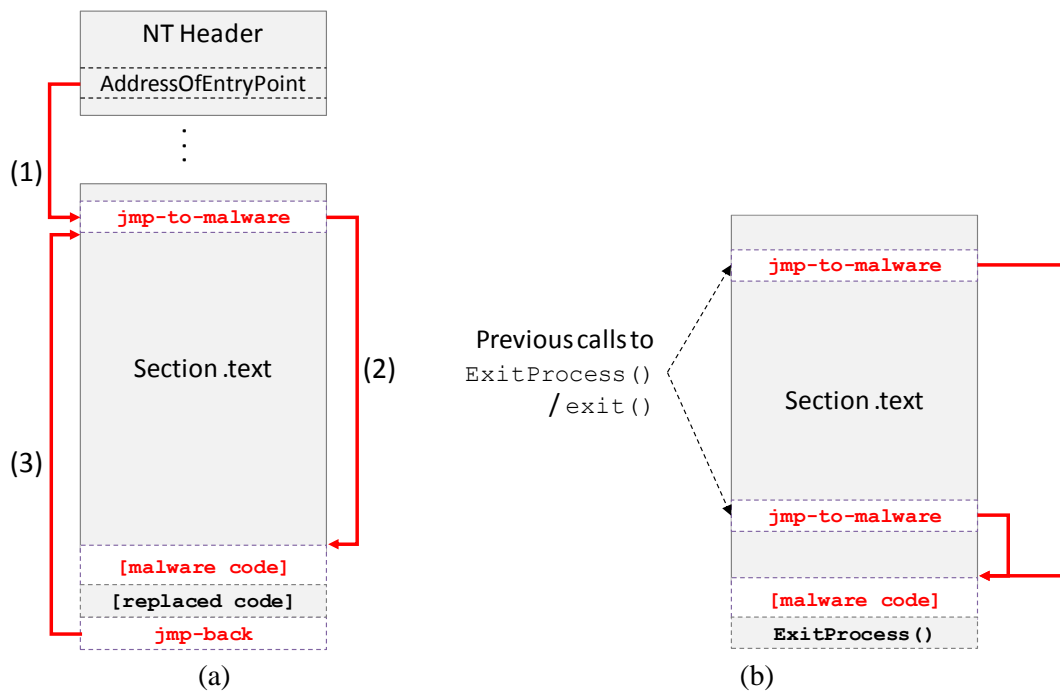 NT Header
AddressOfEntryPoint
(1)
jmp-to-malware
Section .text
(2)
(3)
[malware code]
[replaced code]
jmp-back
(a)
jmp-to-malware
Previous calls to
ExitProcess()
/ exit()
Section .text
jmp-to-malware
[malware code]
ExitProcess()
(b)